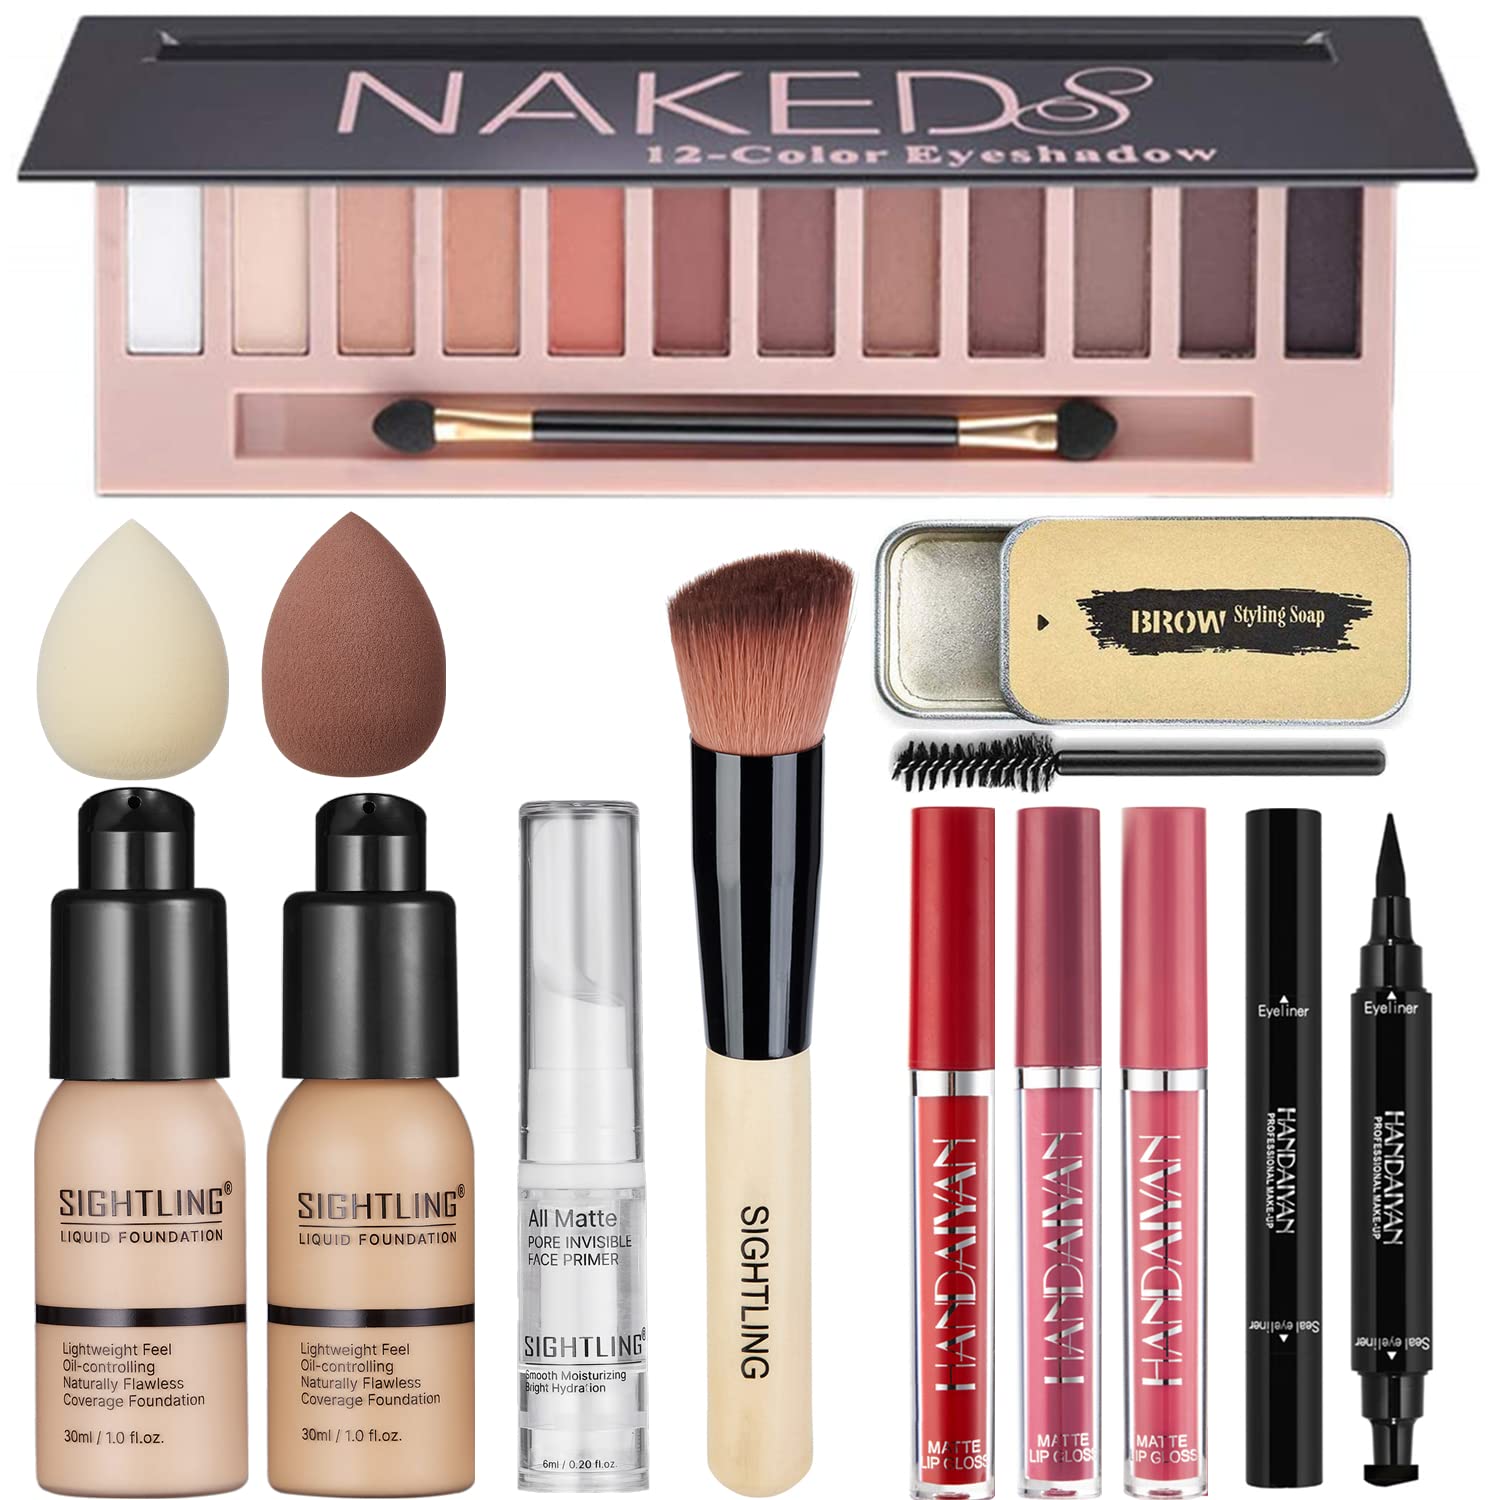 NAKED8
12-Color Eyeshadow
BROW Styling Soap
SIGHTLING®
LIQUID FOUNDATION
Lightweight Feel
Oil-controlling
Naturally Flawless
Coverage Foundation
30ml / 1.0 fl.oz.
SIGHTLING®
LIQUID FOUNDATION
Lightweight Feel
Oil-controlling
Naturally Flawless
Coverage Foundation
30ml / 1.0 fl.oz.
All Matte
PORE INVISIBLE
FACE PRIMER
SIGHTLING®
Smooth Moisturizing
Bright Hydration
6ml / 0.20 fl.oz.
SIGHTLING
HANDAIYAN
MATTE
LIP GLOSS
HANDAIYAN
MATTE
LIP GLOSS
HANDAIYAN
MATTE
LIP GLOSS
Eyeliner
HANDAIYAN
PROFESSIONAL MAKE-UP
Seal eyeliner
Eyeliner
HANDAIYAN
PROFESSIONAL MAKE-UP
Seal eyeliner